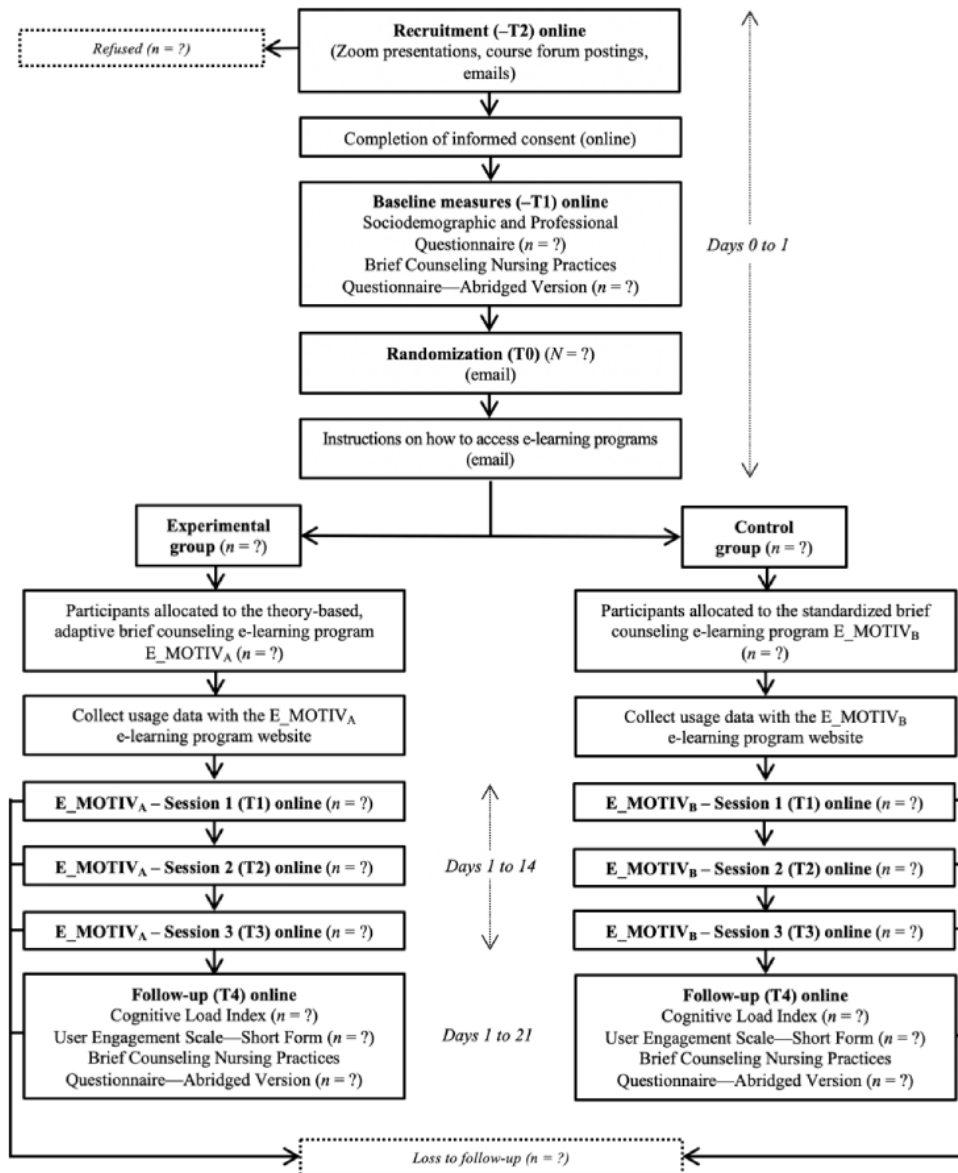 Recruitment (–T2) online
(Zoom presentations, course forum postings,
emails)
Refused (n = ?)
Completion of informed consent (online)
Baseline measures (–T1) online
Sociodemographic and Professional
Questionnaire (n = ?)
Brief Counseling Nursing Practices
Questionnaire—Abridged Version (n = ?)
Days 0 to 1
Randomization (T0) (N = ?)
(email)
Instructions on how to access e-learning programs
(email)
Experimental
group (n = ?)
Control
group (n = ?)
Participants allocated to the theory-based,
adaptive brief counseling e-learning program
E_MOTIVA (n = ?)
Participants allocated to the standardized brief
counseling e-learning program E_MOTIVB
(n = ?)
Collect usage data with the E_MOTIVA
e-learning program website
Collect usage data with the E_MOTIVB
e-learning program website
E_MOTIVA – Session 1 (T1) online (n = ?)
E_MOTIVB – Session 1 (T1) online (n = ?)
E_MOTIVA – Session 2 (T2) online (n = ?)
Days 1 to 14
E_MOTIVB – Session 2 (T2) online (n = ?)
E_MOTIVA – Session 3 (T3) online (n = ?)
E_MOTIVB – Session 3 (T3) online (n = ?)
Follow-up (T4) online
Cognitive Load Index (n = ?)
User Engagement Scale—Short Form (n = ?)
Brief Counseling Nursing Practices
Questionnaire—Abridged Version (n = ?)
Days 1 to 21
Follow-up (T4) online
Cognitive Load Index (n = ?)
User Engagement Scale—Short Form (n = ?)
Brief Counseling Nursing Practices
Questionnaire—Abridged Version (n = ?)
Loss to follow-up (n = ?)